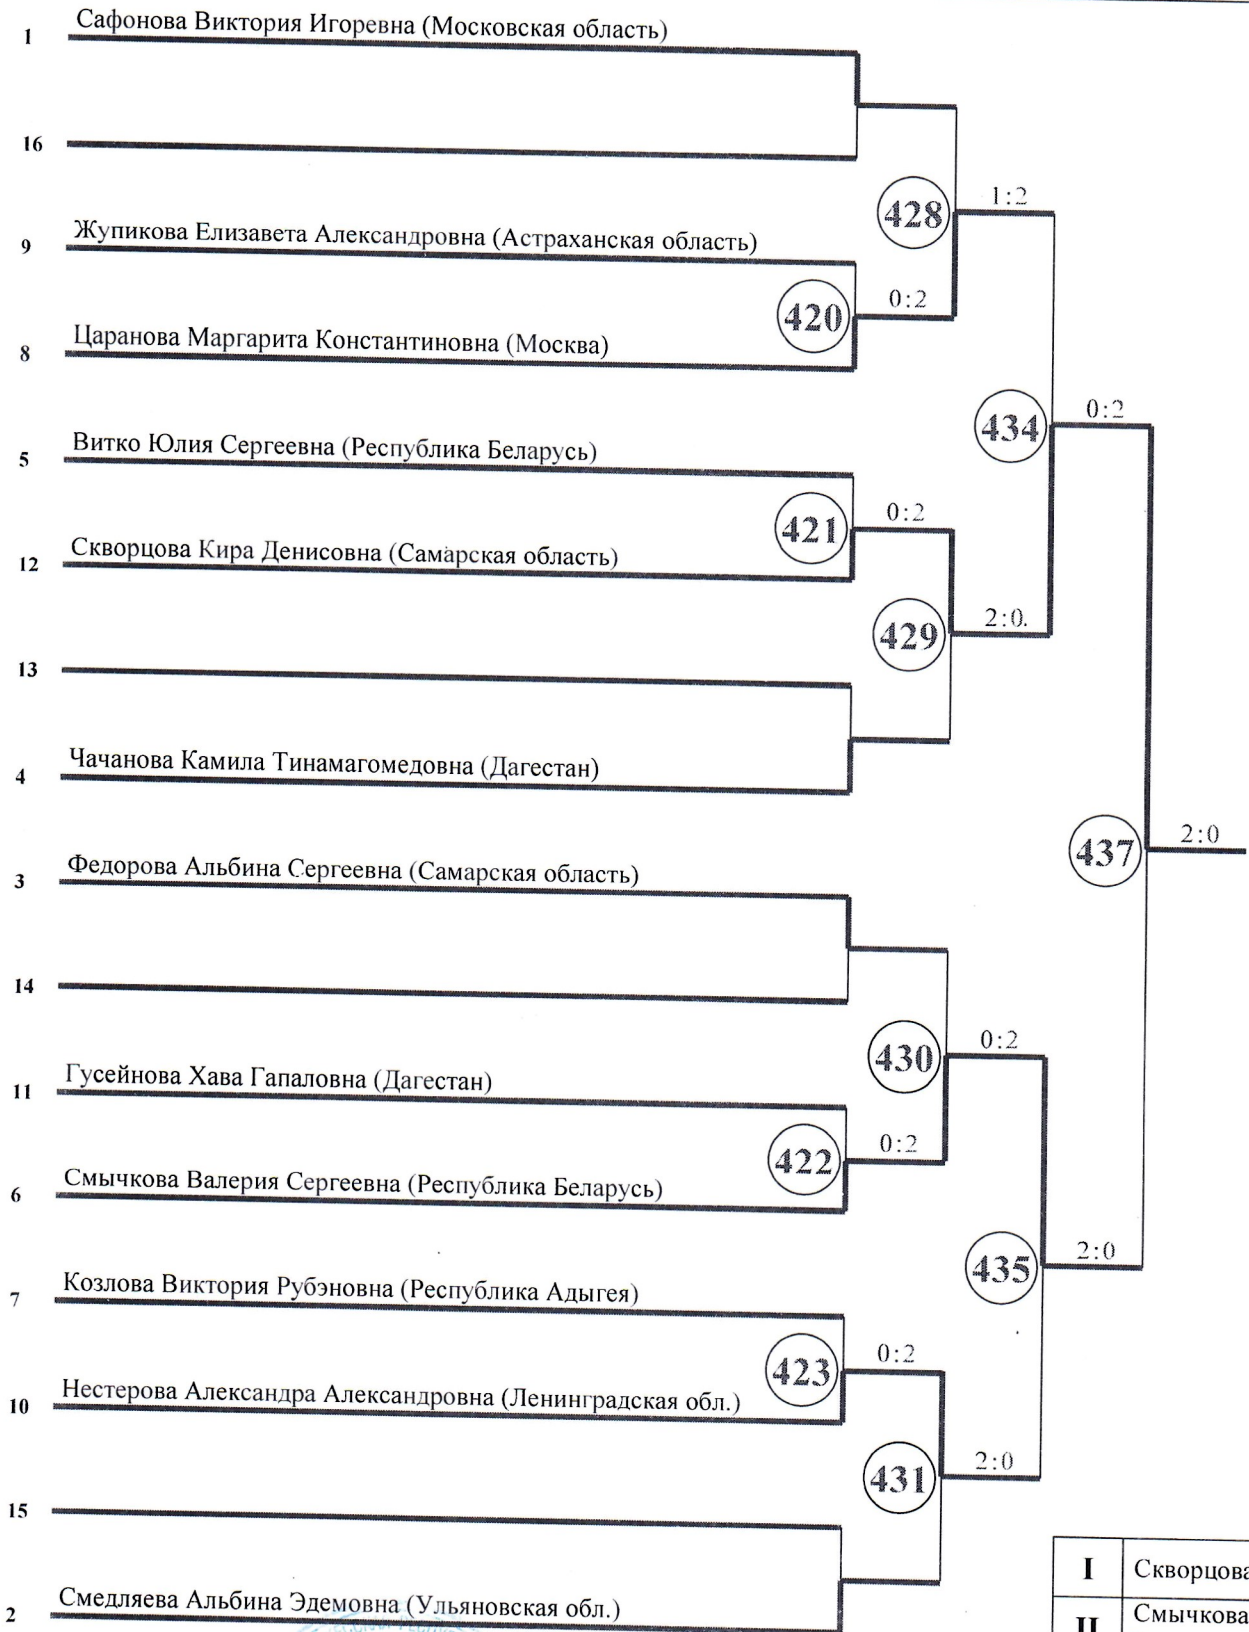 1 Сафонова Виктория Игоревна (Московская область)
16
428 1:2
9 Жупикова Елизавета Александровна (Астраханская область)
420 0:2
8 Царанова Маргарита Константиновна (Москва)
434 0:2
5 Витко Юлия Сергеевна (Республика Беларусь)
421 0:2
12 Скворцова Кира Денисовна (Самарская область)
429 2:0.
13
4 Чачанова Камила Тинамагомедовна (Дагестан)
437 2:0
3 Федорова Альбина Сергеевна (Самарская область)
14
430 0:2
11 Гусейнова Хава Гапаловна (Дагестан)
422 0:2
6 Смычкова Валерия Сергеевна (Республика Беларусь)
435 2:0
7 Козлова Виктория Рубэновна (Республика Адыгея)
423 0:2
10 Нестерова Александра Александровна (Ленинградская обл.)
431 2:0
15
I Скворцова
2 Смедляева Альбина Эдемовна (Ульяновская обл.)
II Смычкова